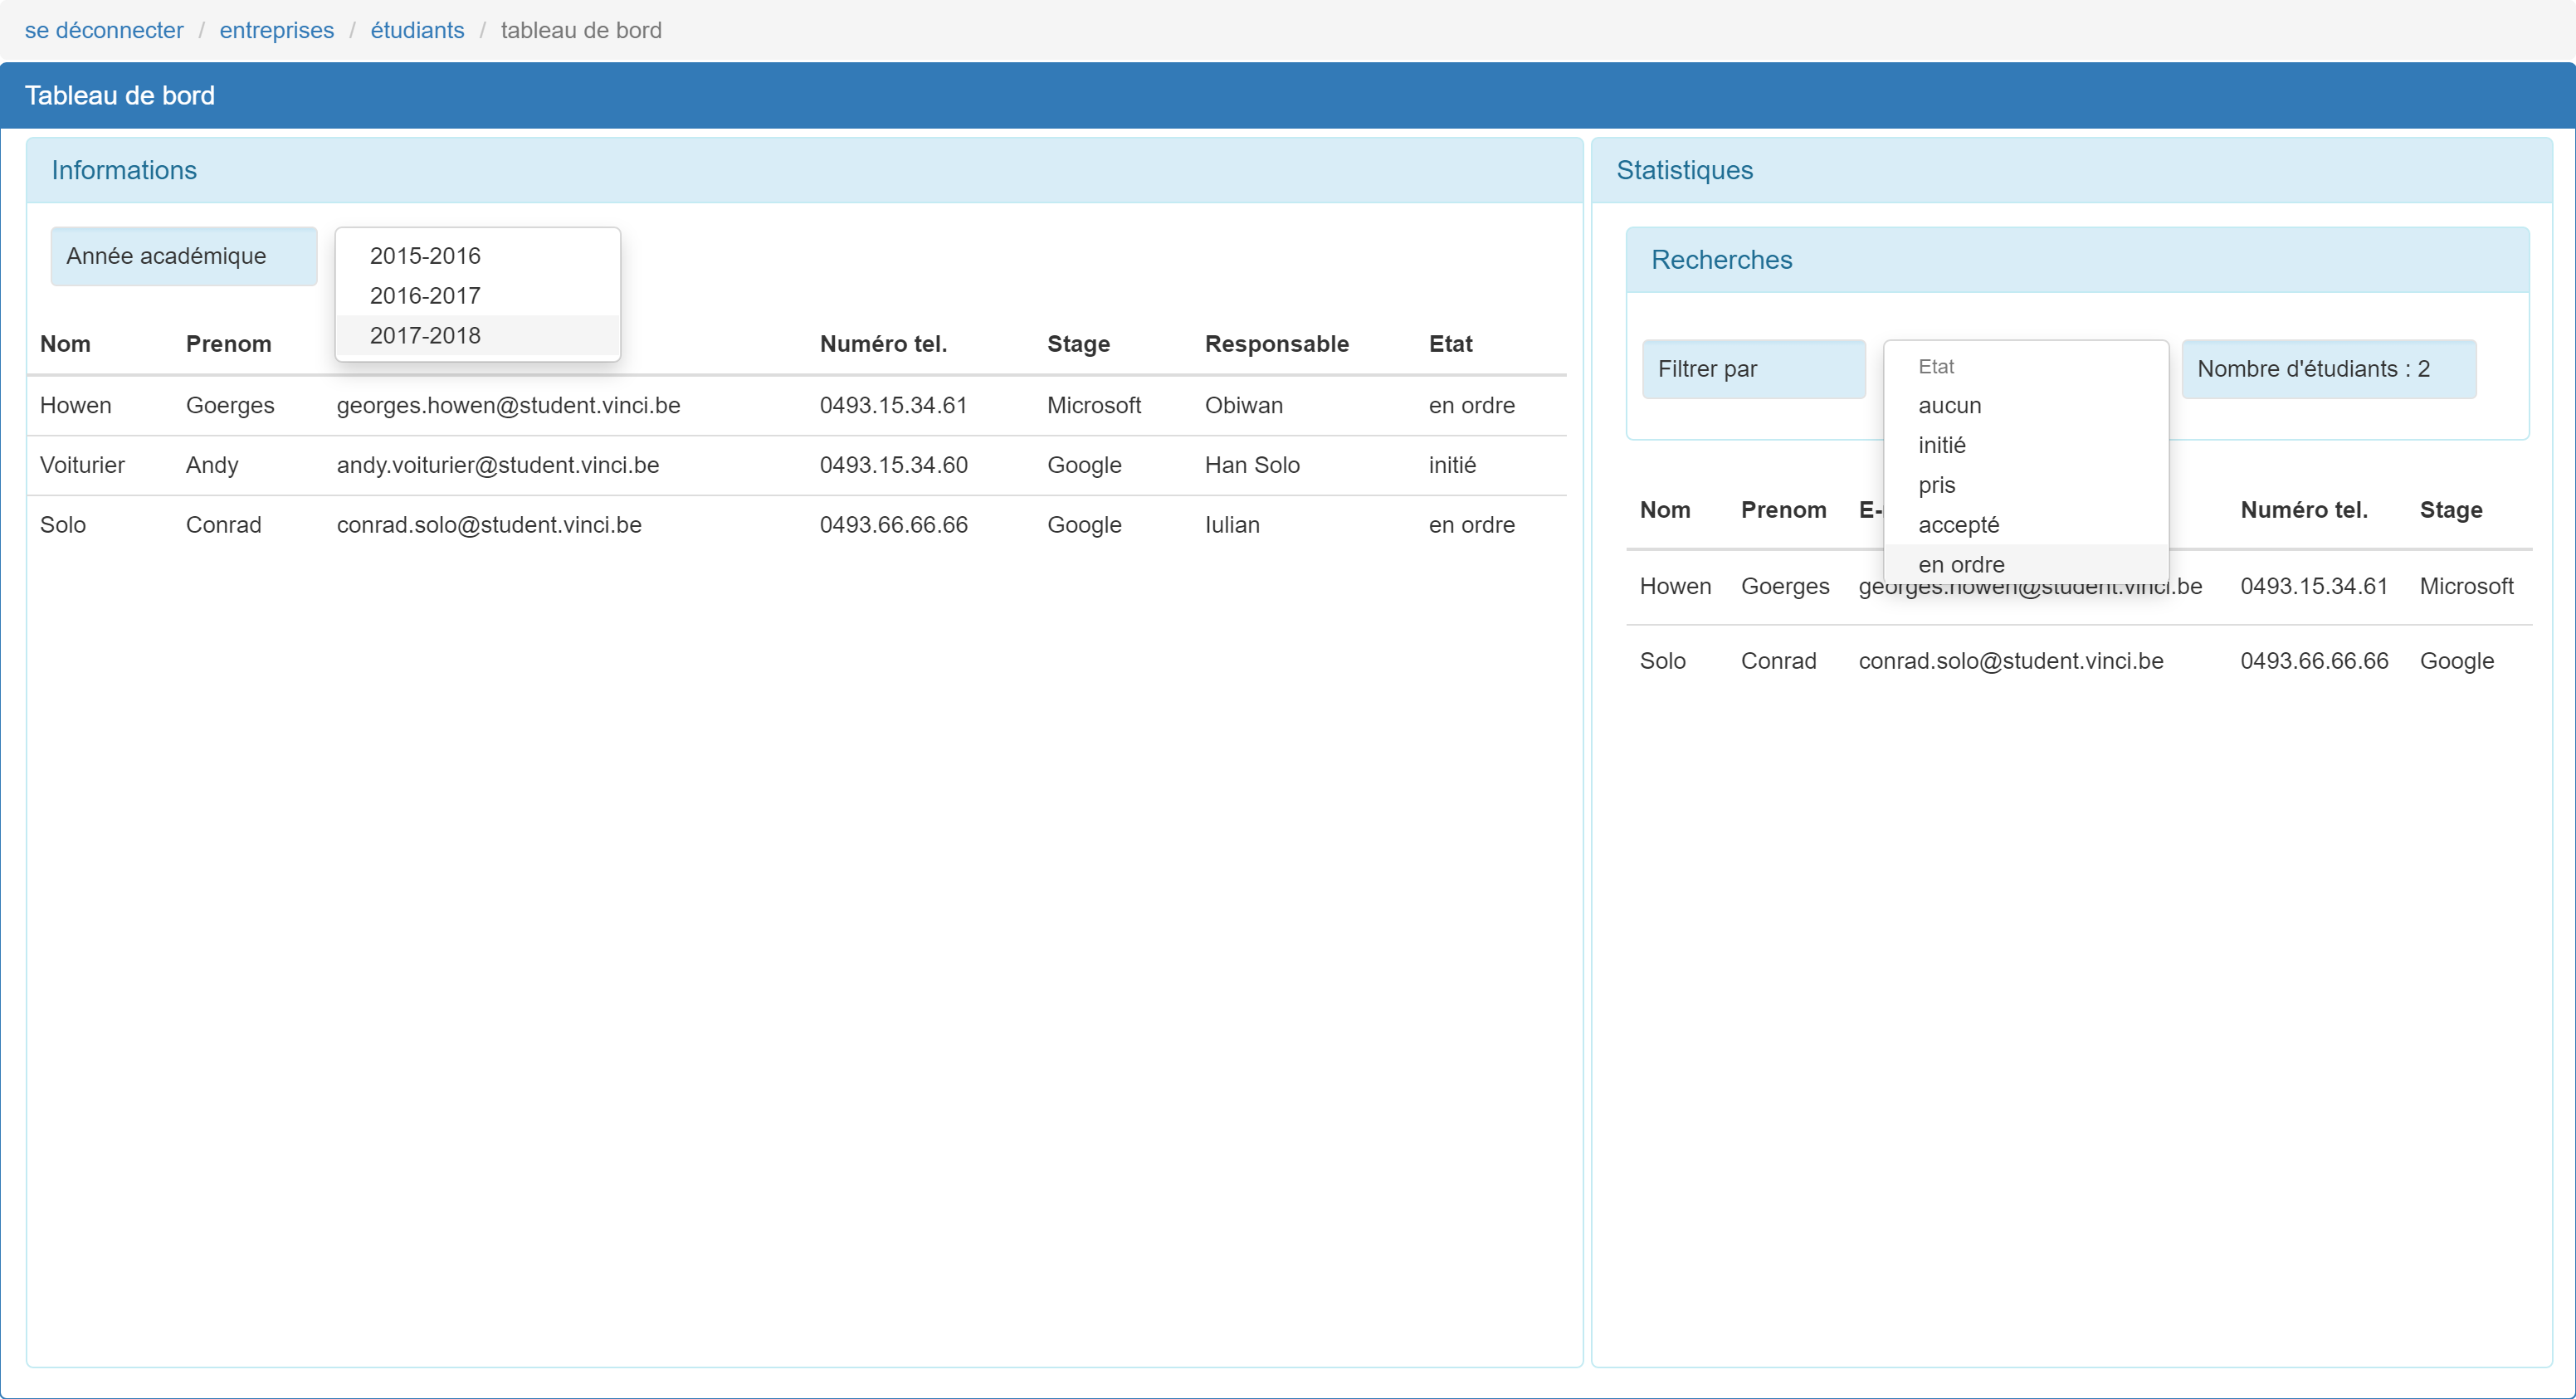 se déconnecter / entreprises / étudiants / tableau de bord
Tableau de bord
Informations
Année académique
2015-2016
2016-2017
2017-2018
Nom Prenom Numéro tel. Stage Responsable Etat
Howen Goerges georges.howen@student.vinci.be 0493.15.34.61 Microsoft Obiwan en ordre
Voiturier Andy andy.voiturier@student.vinci.be 0493.15.34.60 Google Han Solo initié
Solo Conrad conrad.solo@student.vinci.be 0493.66.66.66 Google Iulian en ordre
Statistiques
Recherches
Filtrer par
Etat
aucun
initié
pris
accepté
en ordre
Nombre d'étudiants : 2
Nom Prenom E- Numéro tel. Stage
Howen Goerges georges.howen@student.vinci.be 0493.15.34.61 Microsoft
Solo Conrad conrad.solo@student.vinci.be 0493.66.66.66 Google